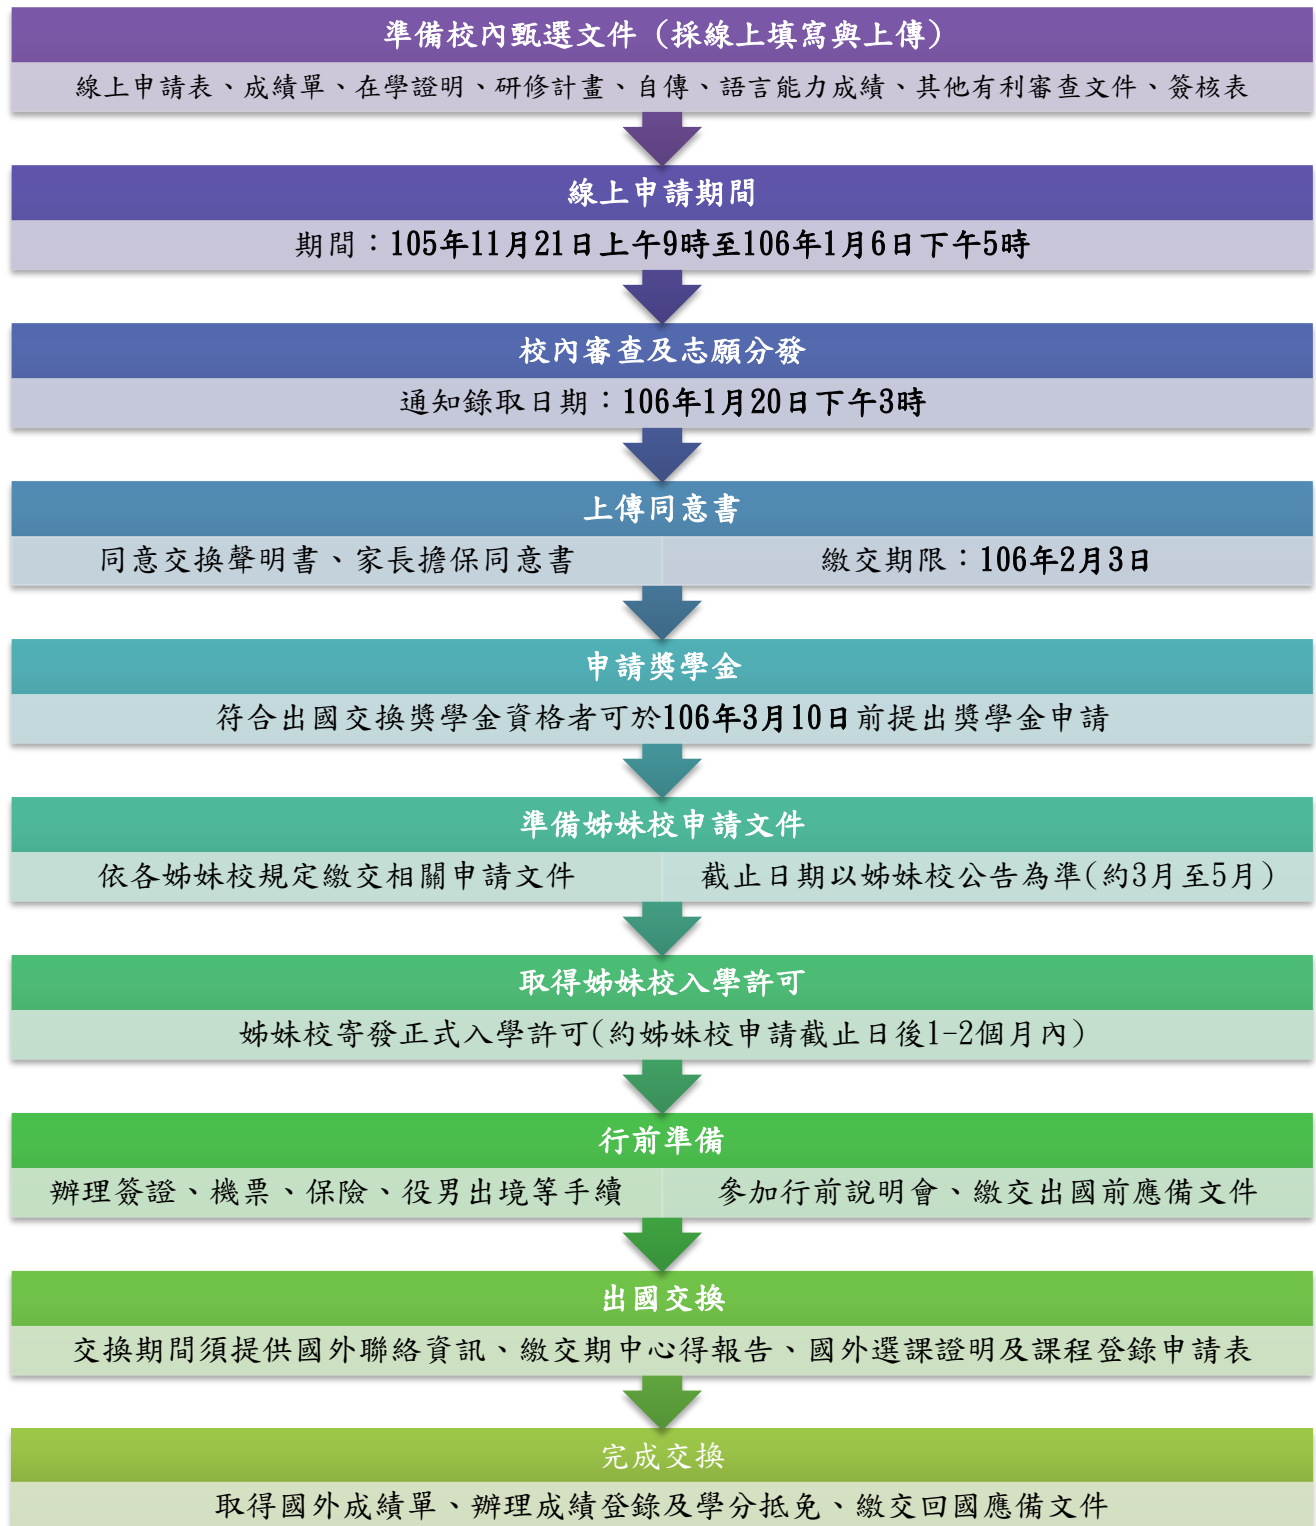 準備校內甄選文件（採線上填寫與上傳）
線上申請表、成績單、在學證明、研修計畫、自傳、語言能力成績、其他有利審查文件、簽核表
線上申請期間
期間：105年11月21日上午9時至106年1月6日下午5時
校內審查及志願分發
通知錄取日期：106年1月20日下午3時
上傳同意書
同意交換聲明書、家長擔保同意書
繳交期限：106年2月3日
申請獎學金
符合出國交換獎學金資格者可於106年3月10日前提出獎學金申請
準備姊妹校申請文件
依各姊妹校規定繳交相關申請文件
截止日期以姊妹校公告為準(約3月至5月)
取得姊妹校入學許可
姊妹校寄發正式入學許可(約姊妹校申請截止日後1-2個月內)
行前準備
辦理簽證、機票、保險、役男出境等手續
參加行前說明會、繳交出國前應備文件
出國交換
交換期間須提供國外聯絡資訊、繳交期中心得報告、國外選課證明及課程登錄申請表
完成交換
取得國外成績單、辦理成績登錄及學分抵免、繳交回國應備文件